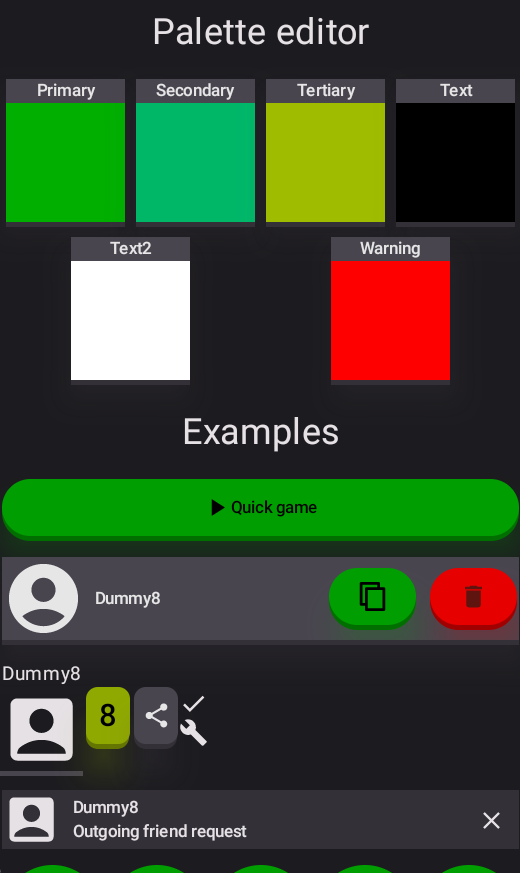 Palette editor
Primary Secondary Tertiary Text
Text2 Warning
Examples
Quick game
Dummy8
Dummy8
8
Dummy8
Outgoing friend request